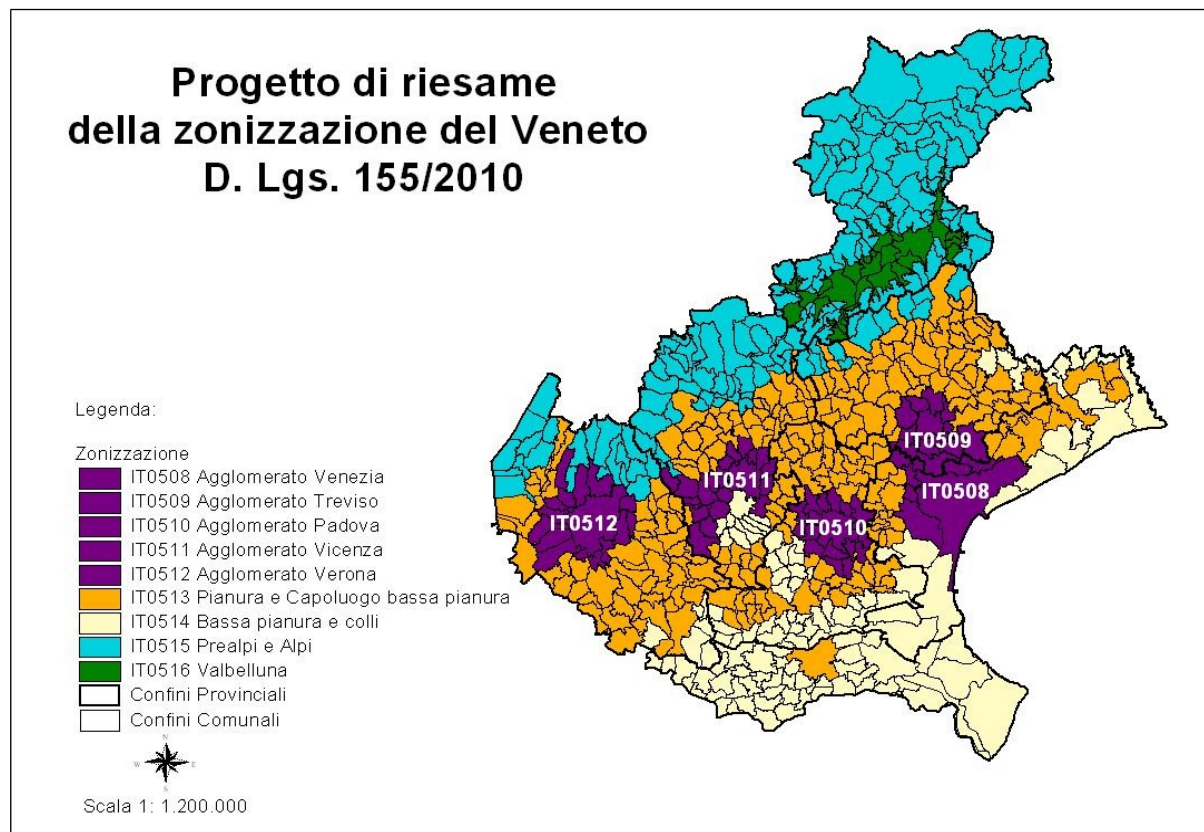 Progetto di riesame
della zonizzazione del Veneto
D. Lgs. 155/2010
Legenda:
Zonizzazione
IT0508 Agglomerato Venezia
IT0509 Agglomerato Treviso
IT0510 Agglomerato Padova
IT0511 Agglomerato Vicenza
IT0512 Agglomerato Verona
IT0513 Pianura e Capoluogo bassa pianura
IT0514 Bassa pianura e colli
IT0515 Prealpi e Alpi
IT0516 Valbelluna
Confini Provinciali
Confini Comunali
N
W
E
S
Scala 1: 1.200.000
IT0509
IT0511
IT0508
IT0512
IT0510